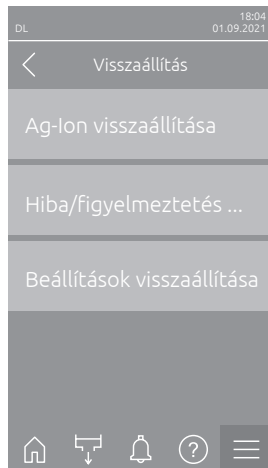 18:04
DL 01.09.2021
Visszaállítás
Ag-Ion visszaállítása
Hiba/figyelmeztetés ...
Beállítások visszaállítása
?